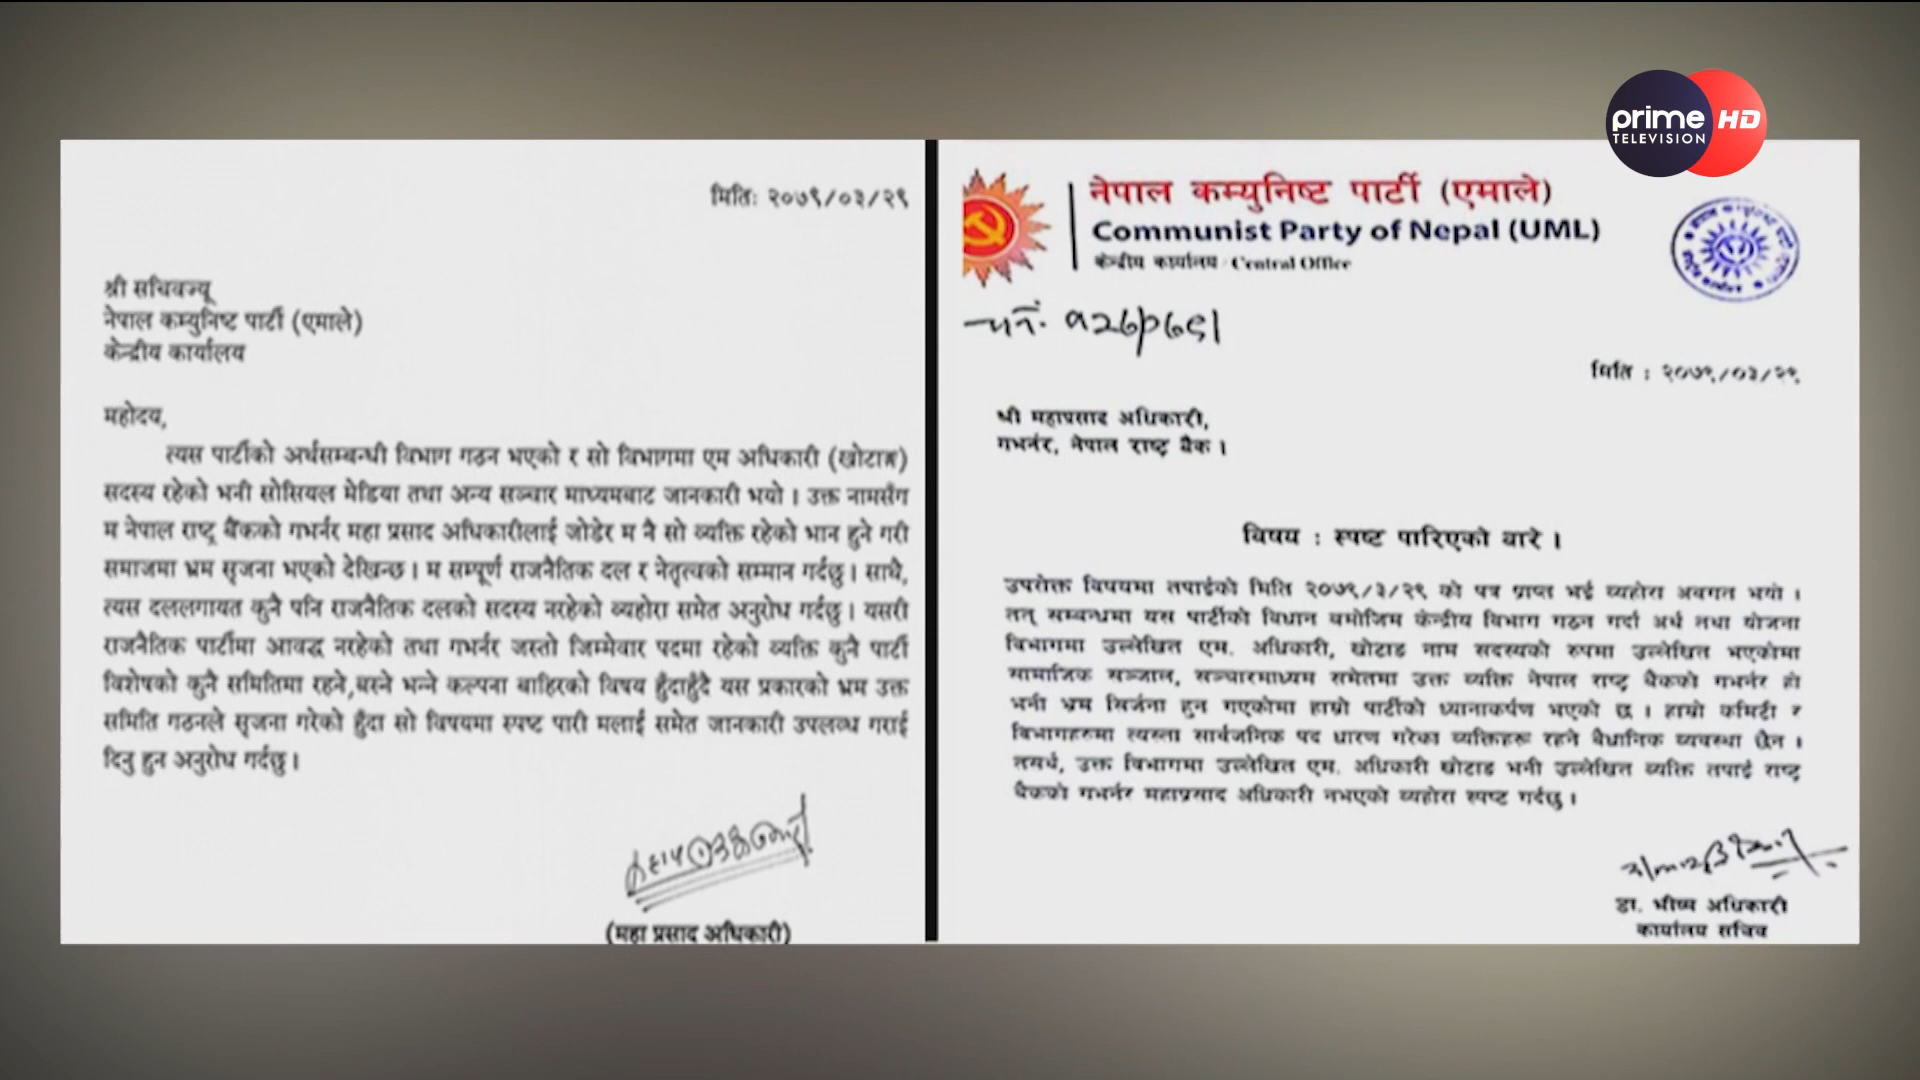 prime HD
TELEVISION
मितिः २०७९/०३/२९
श्री सचिवज्यू
नेपाल कम्युनिष्ट पार्टी (एमाले)
केन्द्रीय कार्यालय
महोदय,
त्यस पार्टीको अर्थसम्बन्धी विभाग गठन भएको र सो विभागमा एम अधिकारी (खोटाङ्ग)
सदस्य रहेको भनी सोसियल मेडिया तथा अन्य सञ्चार माध्यमबाट जानकारी भयो । उक्त नामसँग
म नेपाल राष्ट्र बैंकको गभर्नर महा प्रसाद अधिकारीलाई जोडेर म नै सो व्यक्ति रहेको भान हुने गरी
समाजमा भ्रम सृजना भएको देखिन्छ । म सम्पूर्ण राजनैतिक दल र नेतृत्वको सम्मान गर्दछु । साथै,
त्यस दललगायत कुनै पनि राजनैतिक दलको सदस्य नरहेको व्यहोरा समेत अनुरोध गर्दछु । यसरी
राजनैतिक पार्टीमा आवद्ध नरहेको तथा गभर्नर जस्तो जिम्मेवार पदमा रहेको व्यक्ति कुनै पार्टी
विशेषको कुनै समितिमा रहने,बस्ने भन्ने कल्पना बाहिरको विषय हुँदाहुँदै यस प्रकारको भ्रम उक्त
समिति गठनले सृजना गरेको हुँदा सो विषयमा स्पष्ट पारी मलाई समेत जानकारी उपलब्ध गराई
दिनु हुन अनुरोध गर्दछु ।
(महा प्रसाद अधिकारी)
नेपाल कम्युनिष्ट पार्टी (एमाले)
Communist Party of Nepal (UML)
केन्द्रीय कार्यालय / Central Office
मिति : २०७९/०३/२९
श्री महाप्रसाद अधिकारी,
गभर्नर, नेपाल राष्ट्र बैंक ।
विषय : स्पष्ट पारिएको बारे ।
उपरोक्त विषयमा तपाईको मिति २०७९/३/२९ को पत्र प्राप्त भई व्यहोरा अवगत भयो ।
तत् सम्बन्धमा यस पार्टीको विधान बमोजिम केन्द्रीय विभाग गठन गर्दा अर्थ तथा योजना
विभागमा उल्लेखित एम. अधिकारी, खोटाङ नाम सदस्यको रुपमा उल्लेखित भएकोमा
सामाजिक सञ्जाल, सञ्चारमाध्यम समेतमा उक्त व्यक्ति नेपाल राष्ट्र बैंकको गभर्नर हो
भनी भ्रम सिर्जना हुन गएकोमा हाम्रो पार्टीको ध्यानाकर्षण भएको छ । हाम्रो कमिटी र
विभागहरुमा त्यस्ता सार्वजनिक पद धारण गरेका व्यक्तिहरू रहने वैधानिक व्यवस्था छैन ।
तसर्थ, उक्त विभागमा उल्लेखित एम. अधिकारी खोटाङ भनी उल्लेखित व्यक्ति तपाई राष्ट्र
बैंकको गभर्नर महाप्रसाद अधिकारी नभएको व्यहोरा स्पष्ट गर्दछु ।
डा. भीष्म अधिकारी
कार्यालय सचिव